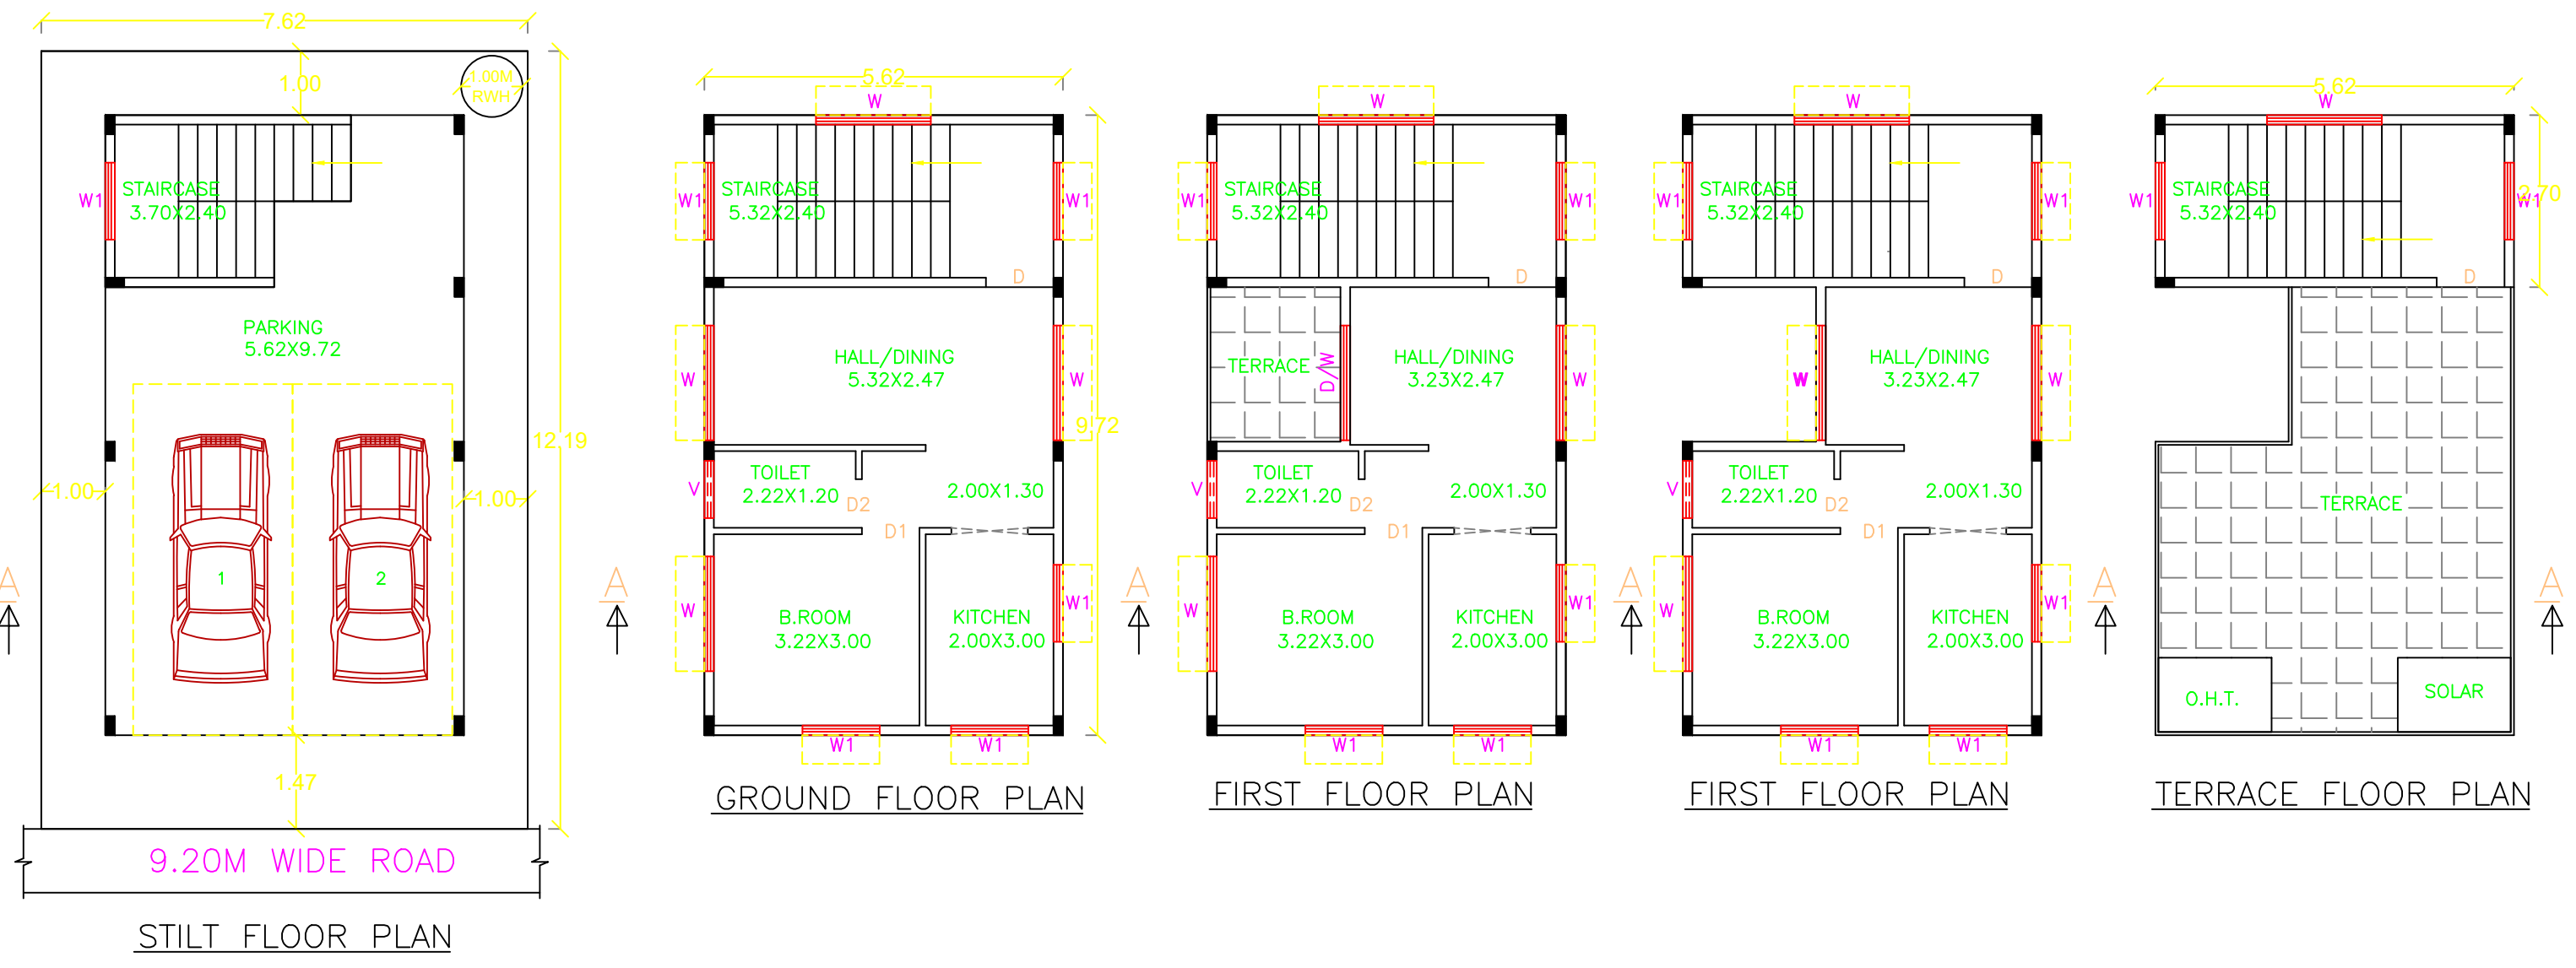 7.62
1.00
1.00M
RWH
STAIRCASE
3.70X2.40
W1
PARKING
5.62X9.72
12.19
1.00
1.00
1
2
A
1.47
9.20M WIDE ROAD
STILT FLOOR PLAN
5.62
W
STAIRCASE
5.32X2.40
W1
W1
D
HALL/DINING
5.32X2.47
W
W
9.72
TOILET
2.22X1.20
V
D2
2.00X1.30
D1
A
B.ROOM
3.22X3.00
W
KITCHEN
2.00X3.00
W1
W1
W1
GROUND FLOOR PLAN
W
STAIRCASE
5.32X2.40
W1
W1
D
TERRACE
D/W
HALL/DINING
3.23X2.47
W
TOILET
2.22X1.20
V
D2
2.00X1.30
D1
A
B.ROOM
3.22X3.00
W
KITCHEN
2.00X3.00
W1
W1
W1
FIRST FLOOR PLAN
W
STAIRCASE
5.32X2.40
W1
W1
D
W
HALL/DINING
3.23X2.47
W
TOILET
2.22X1.20
V
D2
2.00X1.30
D1
A
B.ROOM
3.22X3.00
W
KITCHEN
2.00X3.00
W1
W1
W1
FIRST FLOOR PLAN
5.62
W
STAIRCASE
5.32X2.40
W1
W1
2.70
D
TERRACE
A
A
O.H.T.
SOLAR
TERRACE FLOOR PLAN